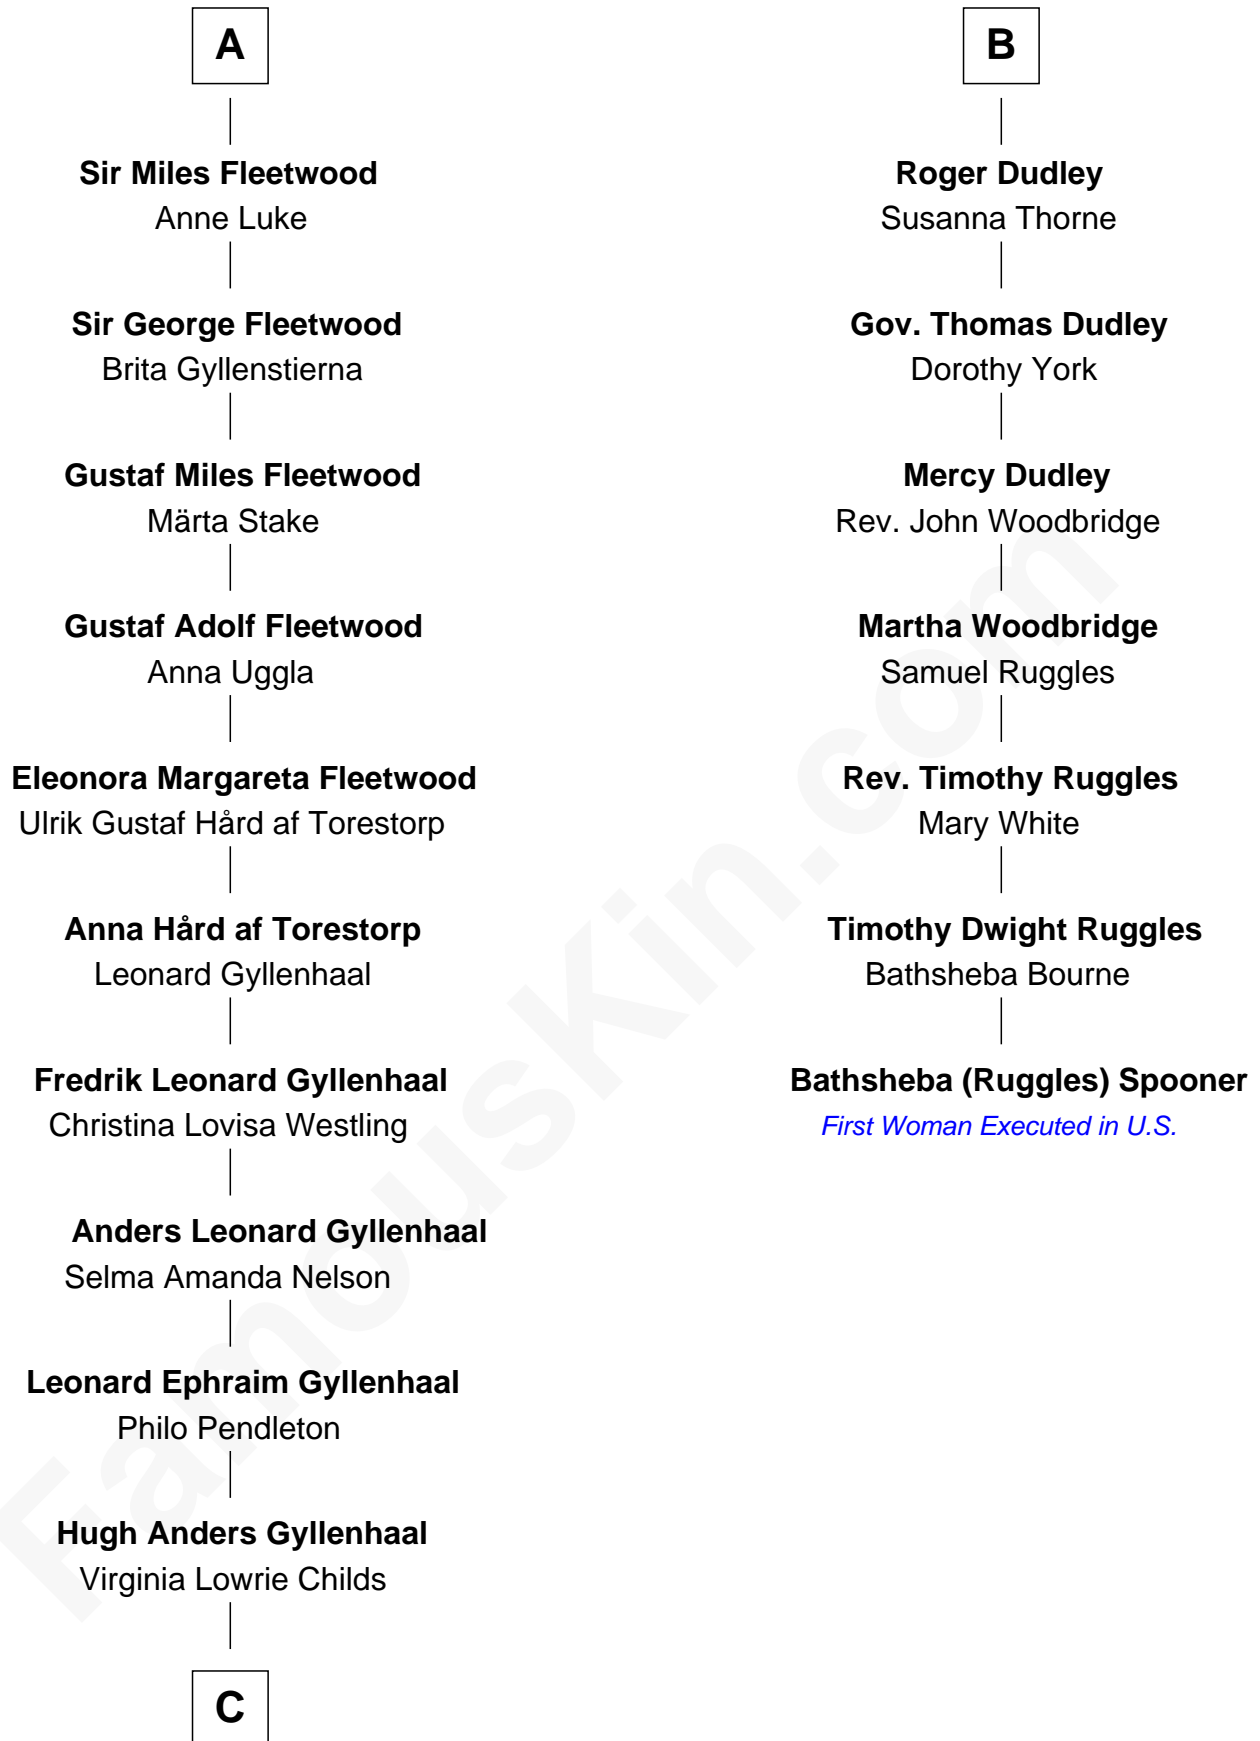 A
Sir Miles Fleetwood
Anne Luke
Sir George Fleetwood
Brita Gyllenstierna
Gustaf Miles Fleetwood
Märta Stake
Gustaf Adolf Fleetwood
Anna Uggla
Eleonora Margareta Fleetwood
Ulrik Gustaf Hård af Torestorp
Anna Hård af Torestorp
Leonard Gyllenhaal
Fredrik Leonard Gyllenhaal
Christina Lovisa Westling
Anders Leonard Gyllenhaal
Selma Amanda Nelson
Leonard Ephraim Gyllenhaal
Philo Pendleton
Hugh Anders Gyllenhaal
Virginia Lowrie Childs
C
B
Roger Dudley
Susanna Thorne
Gov. Thomas Dudley
Dorothy York
Mercy Dudley
Rev. John Woodbridge
Martha Woodbridge
Samuel Ruggles
Rev. Timothy Ruggles
Mary White
Timothy Dwight Ruggles
Bathsheba Bourne
Bathsheba (Ruggles) Spooner
First Woman Executed in U.S.
FamousKin.com